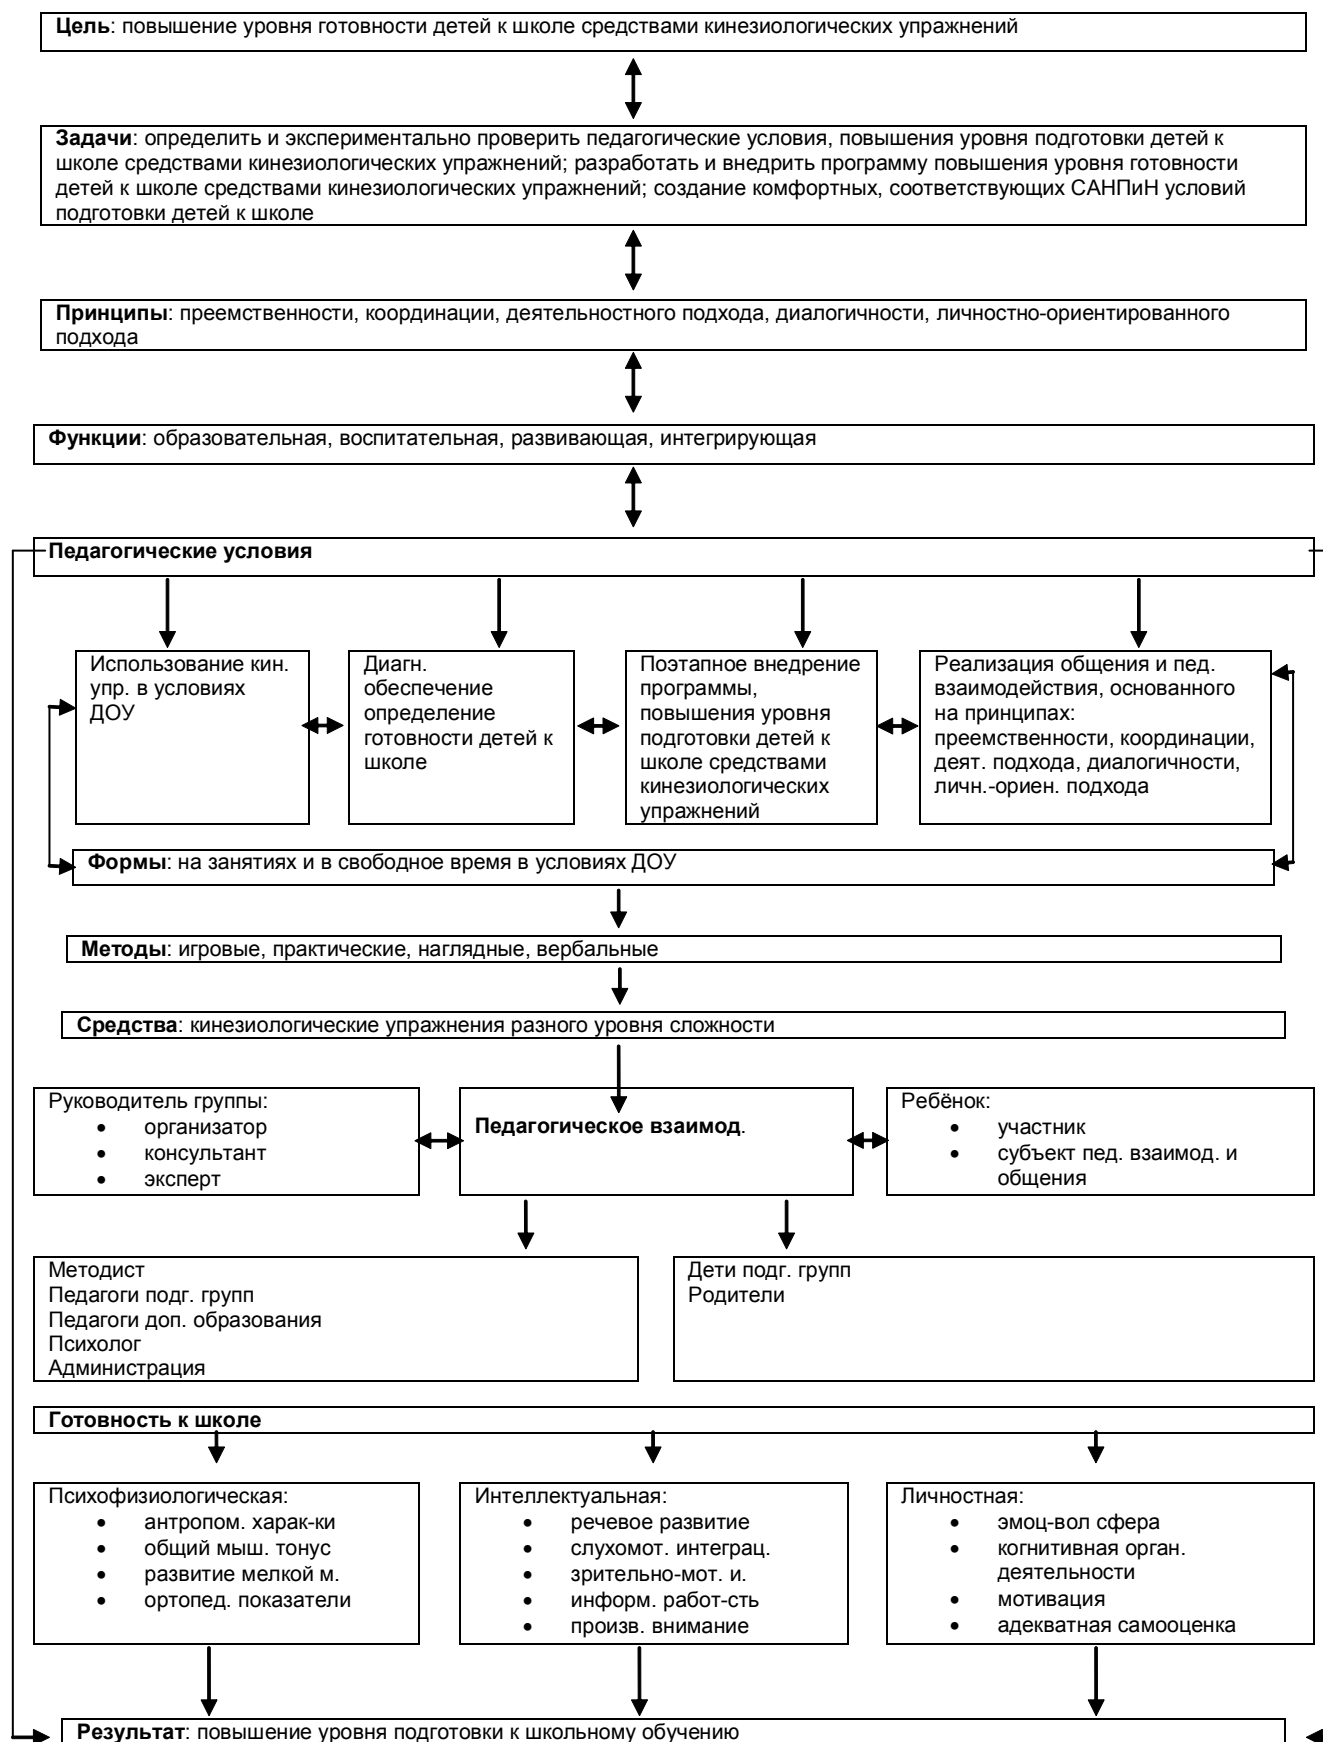 Цель: повышение уровня готовности детей к школе средствами кинезиологических упражнений
Задачи: определить и экспериментально проверить педагогические условия, повышения уровня подготовки детей к
школе средствами кинезиологических упражнений; разработать и внедрить программу повышения уровня готовности
детей к школе средствами кинезиологических упражнений; создание комфортных, соответствующих САНПиН условий
подготовки детей к школе
Принципы: преемственности, координации, деятельностного подхода, диалогичности, личностно-ориентированного
подхода
Функции: образовательная, воспитательная, развивающая, интегрирующая
Педагогические условия
Использование кин.
упр. в условиях
ДОУ
Диагн.
обеспечение
определение
готовности детей к
школе
Поэтапное внедрение
программы,
повышения уровня
подготовки детей к
школе средствами
кинезиологических
упражнений
Реализация общения и пед.
взаимодействия, основанного
на принципах:
преемственности, координации,
деят. подхода, диалогичности,
личн.-ориен. подхода
Формы: на занятиях и в свободное время в условиях ДОУ
Методы: игровые, практические, наглядные, вербальные
Средства: кинезиологические упражнения разного уровня сложности
Руководитель группы:
• организатор
• консультант
• эксперт
Педагогическое взаимод.
Ребёнок:
• участник
• субъект пед. взаимод. и
общения
Методист
Педагоги подг. групп
Педагоги доп. образования
Психолог
Администрация
Дети подг. групп
Родители
Готовность к школе
Психофизиологическая:
• антропом. харак-ки
• общий мыш. тонус
• развитие мелкой м.
• ортопед. показатели
Интеллектуальная:
• речевое развитие
• слухомот. интеграц.
• зрительно-мот. и.
• информ. работ-сть
• произв. внимание
Личностная:
• эмоц-вол сфера
• когнитивная орган.
деятельности
• мотивация
• адекватная самооценка
Результат: повышение уровня подготовки к школьному обучению